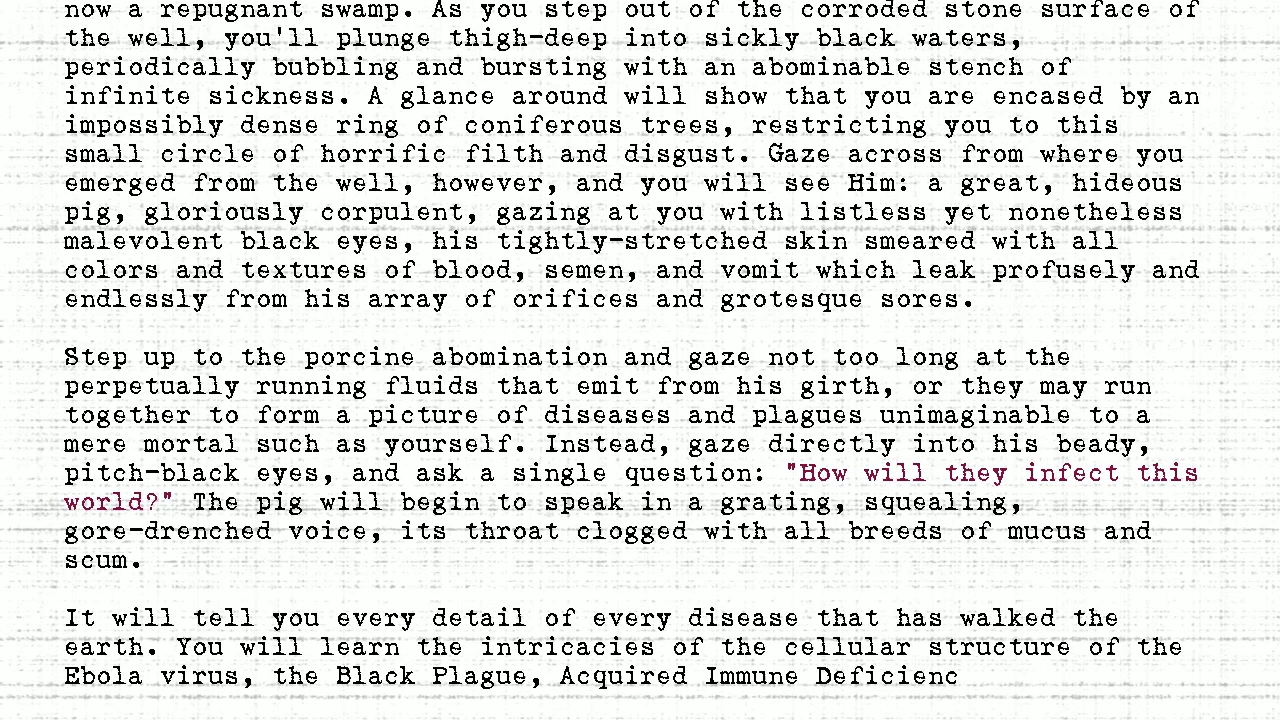 now a repugnant swamp. As you step out of the corroded stone surface of
the well, you'll plunge thigh-deep into sickly black waters,
periodically bubbling and bursting with an abominable stench of
infinite sickness. A glance around will show that you are encased by an
impossibly dense ring of coniferous trees, restricting you to this
small circle of horrific filth and disgust. Gaze across from where you
emerged from the well, however, and you will see Him: a great, hideous
pig, gloriously corpulent, gazing at you with listless yet nonetheless
malevolent black eyes, his tightly-stretched skin smeared with all
colors and textures of blood, semen, and vomit which leak profusely and
endlessly from his array of orifices and grotesque sores.
Step up to the porcine abomination and gaze not too long at the
perpetually running fluids that emit from his girth, or they may run
together to form a picture of diseases and plagues unimaginable to a
mere mortal such as yourself. Instead, gaze directly into his beady,
pitch-black eyes, and ask a single question: "How will they infect this
world?" The pig will begin to speak in a grating, squealing,
gore-drenched voice, its throat clogged with all breeds of mucus and
scum.
It will tell you every detail of every disease that has walked the
earth. You will learn the intricacies of the cellular structure of the
Ebola virus, the Black Plague, Acquired Immune Deficienc